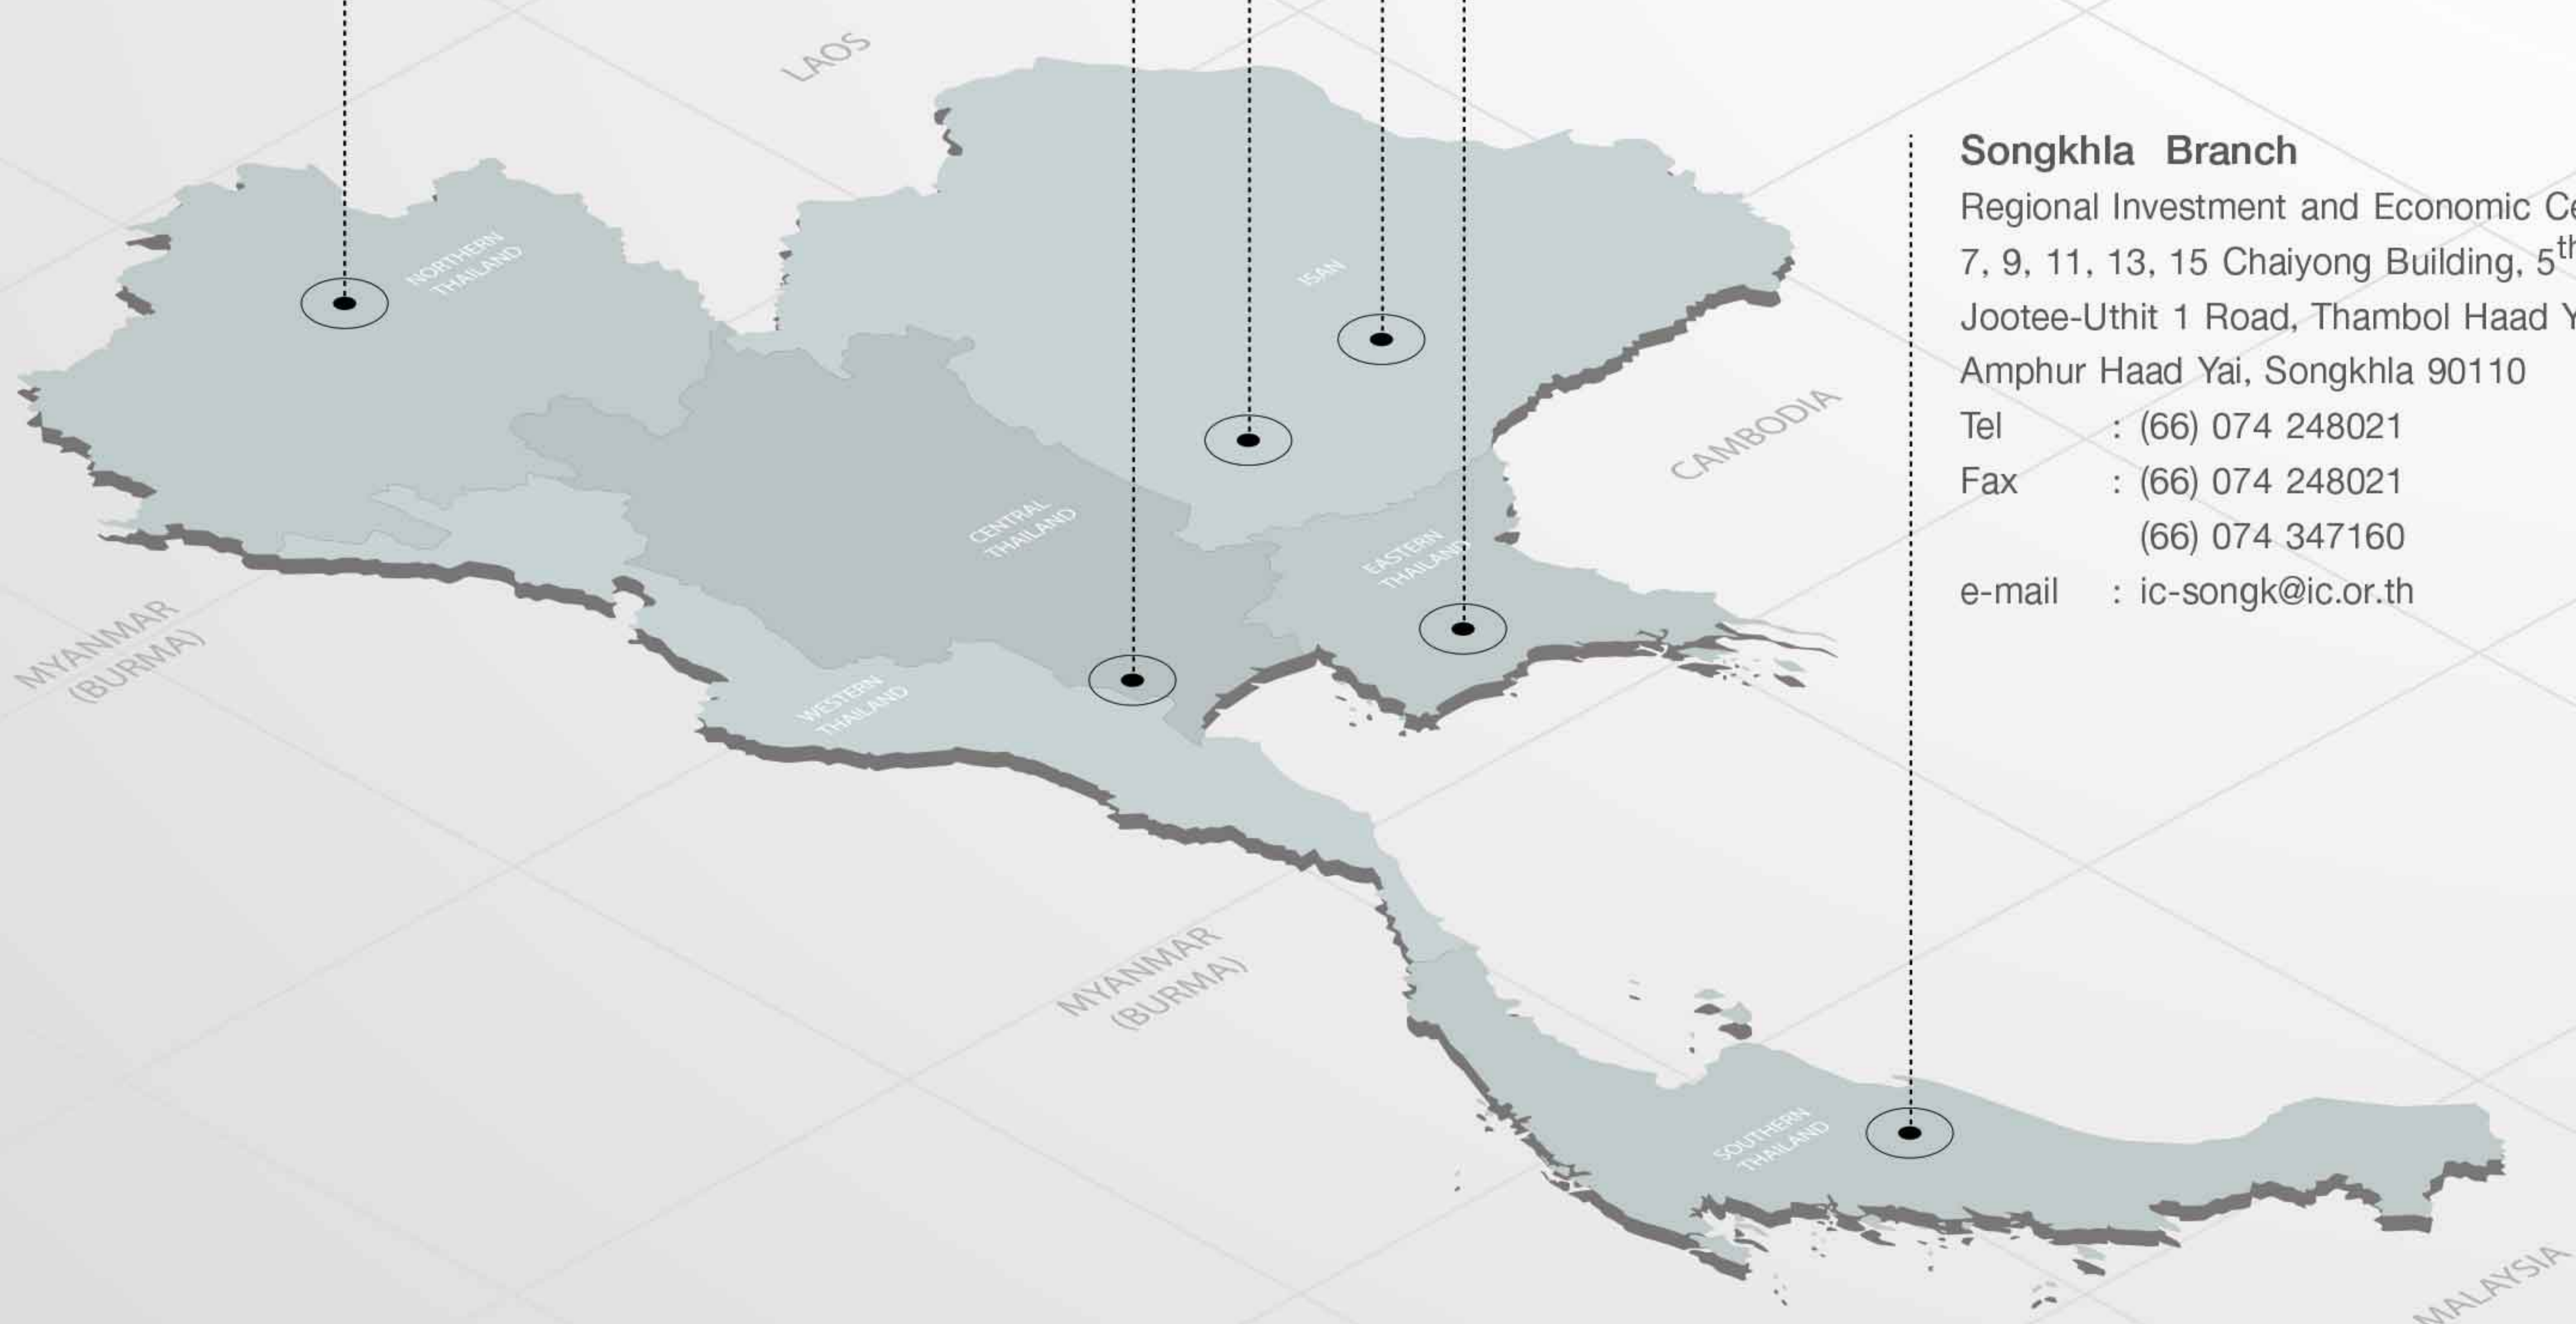 LAOS
NORTHERN
THAILAND
ISAN
CAMBODIA
CENTRAL
THAILAND
EASTERN
THAILAND
MYANMAR
(BURMA)
WESTERN
THAILAND
MYANMAR
(BURMA)
SOUTHERN
THAILAND
MALAYSIA
Songkhla Branch
Regional Investment and Economic
7, 9, 11, 13, 15 Chaiyong Building, 5th
Jootee-Uthit 1 Road, Thambol Haad
Amphur Haad Yai, Songkhla 90110
Tel : (66) 074 248021
Fax : (66) 074 248021
(66) 074 347160
e-mail : ic-songk@ic.or.th